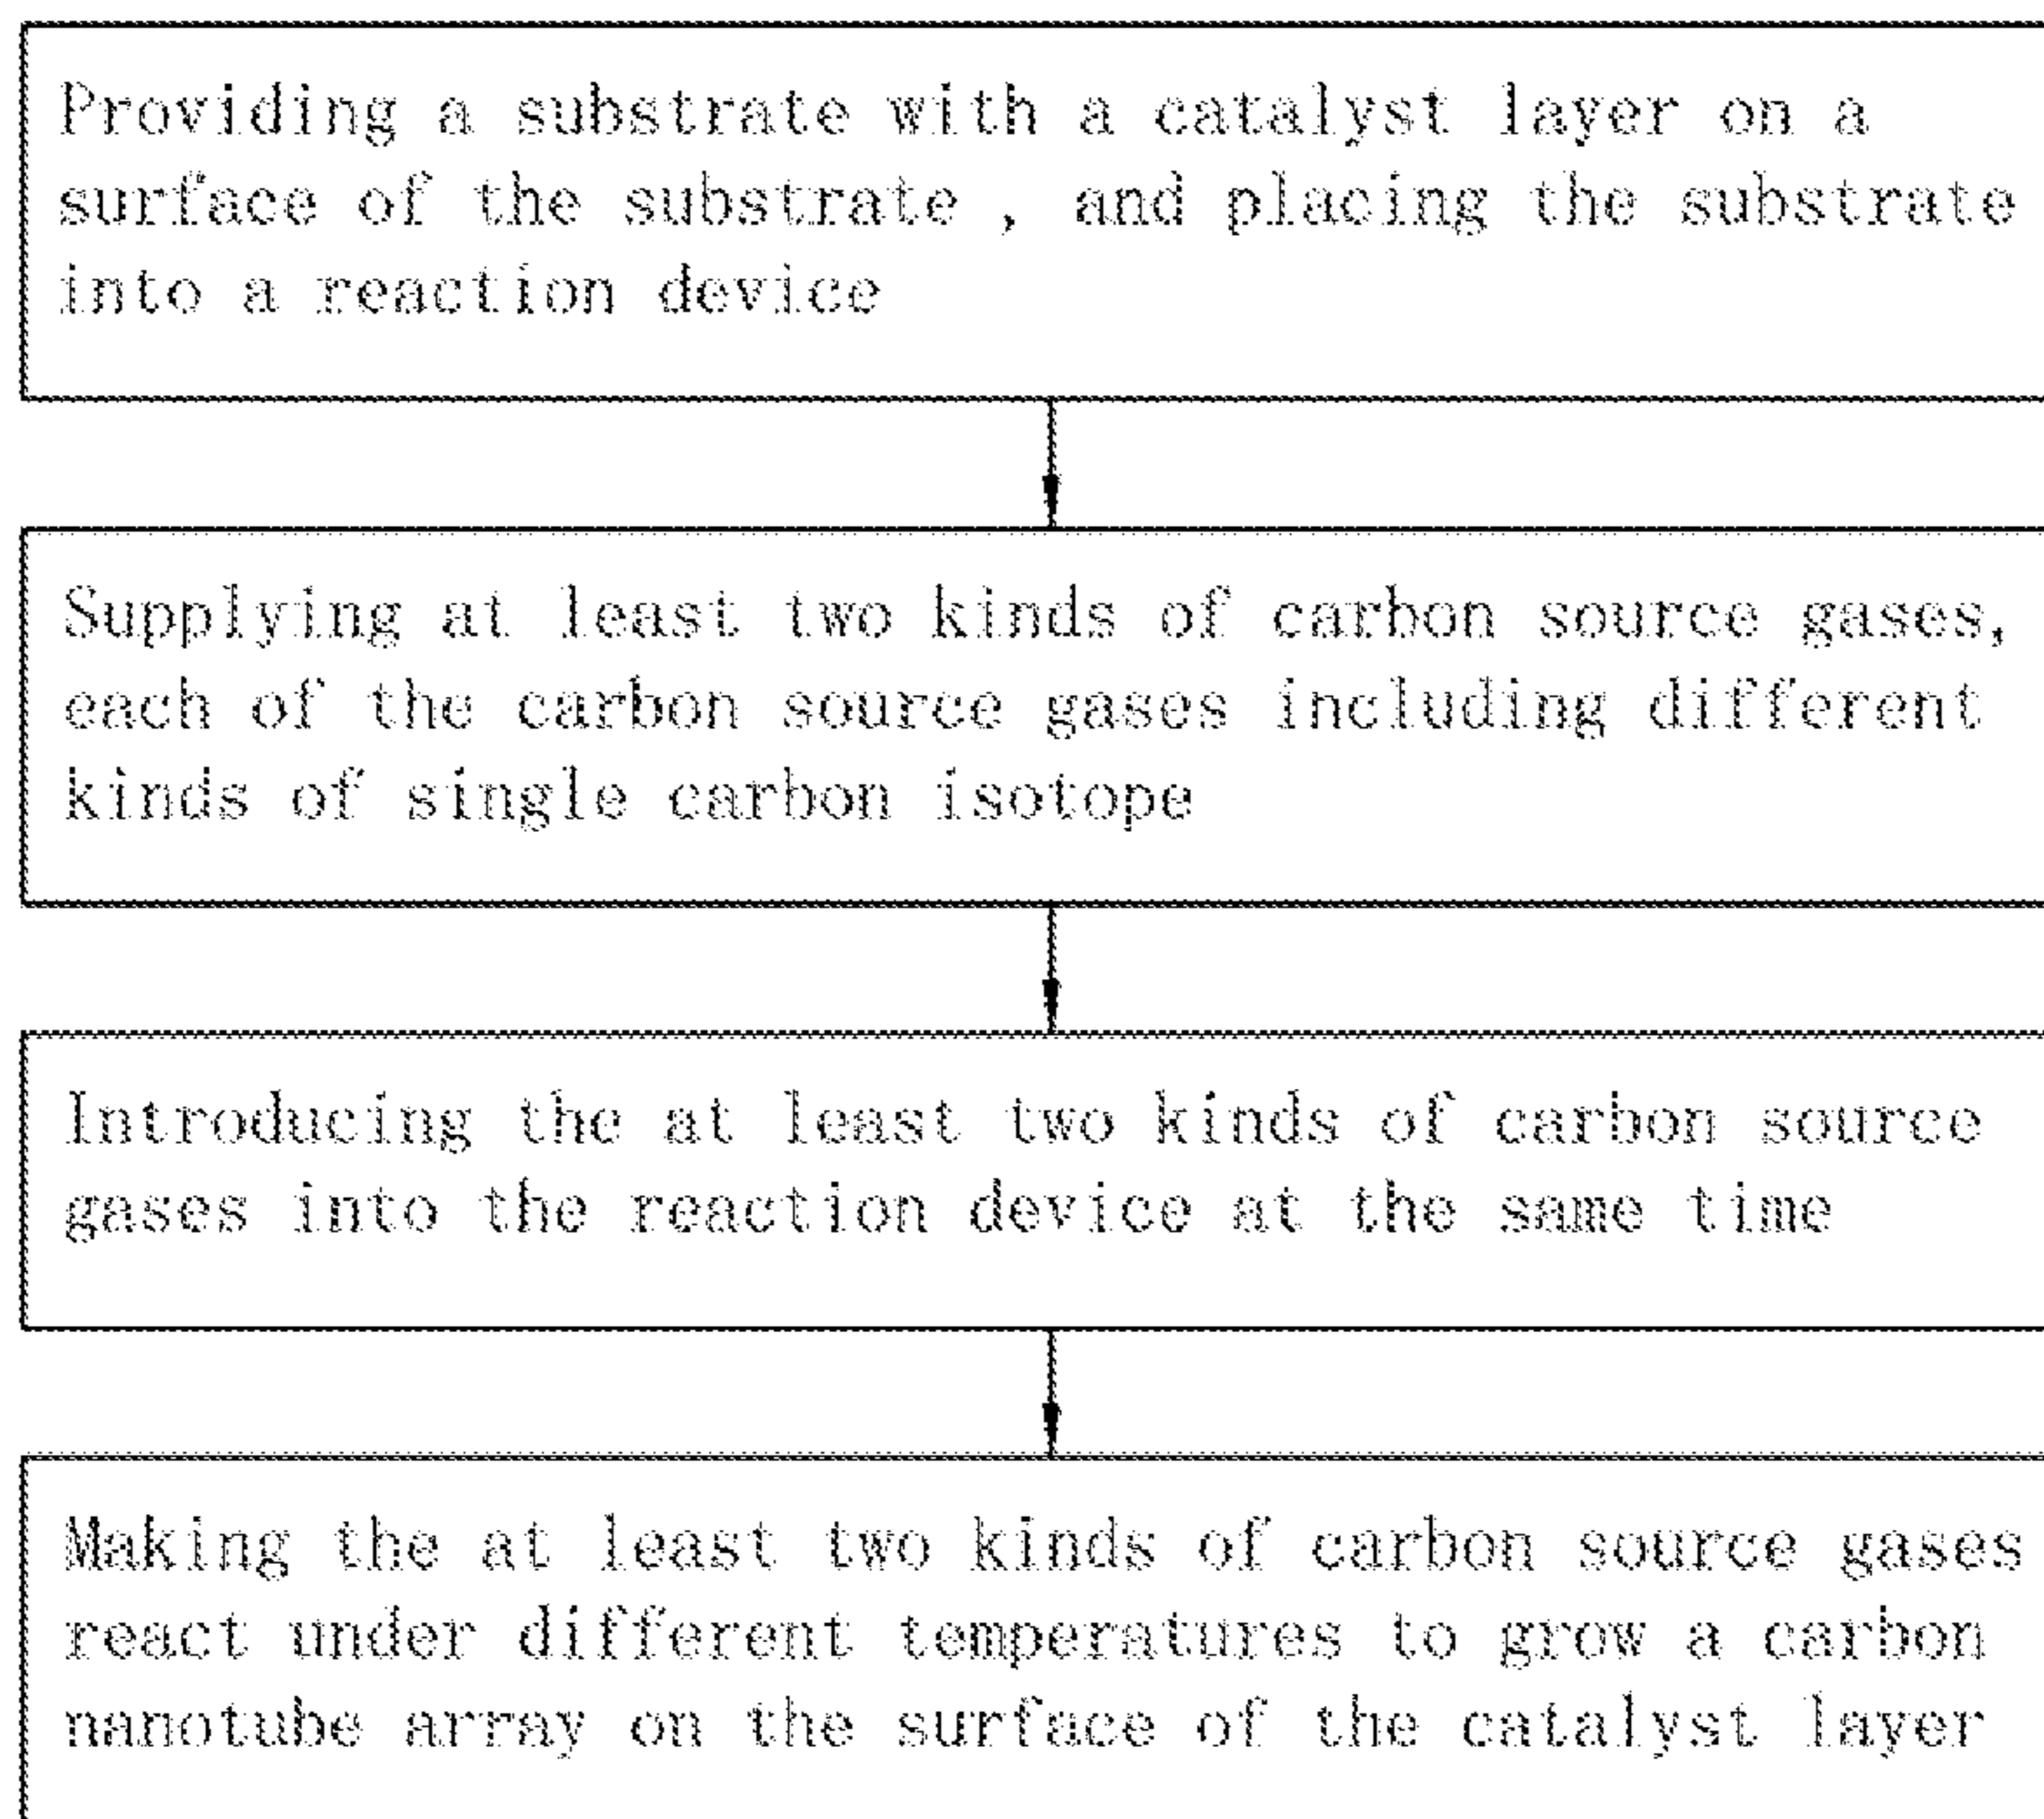 Providing a substrate with a catalyst layer on a
surface of the substrate , and placing the substrate
into a reaction device
Supplying at least two kinds of carbon source gases,
each of the carbon source gases including different
kinds of single carbon isotope
Introducing the at least two kinds of carbon source
gases into the reaction device at the same time
Making the at least two kinds of carbon source gases
react under different temperatures to grow a carbon
nanotube array on the surface of the catalyst layer